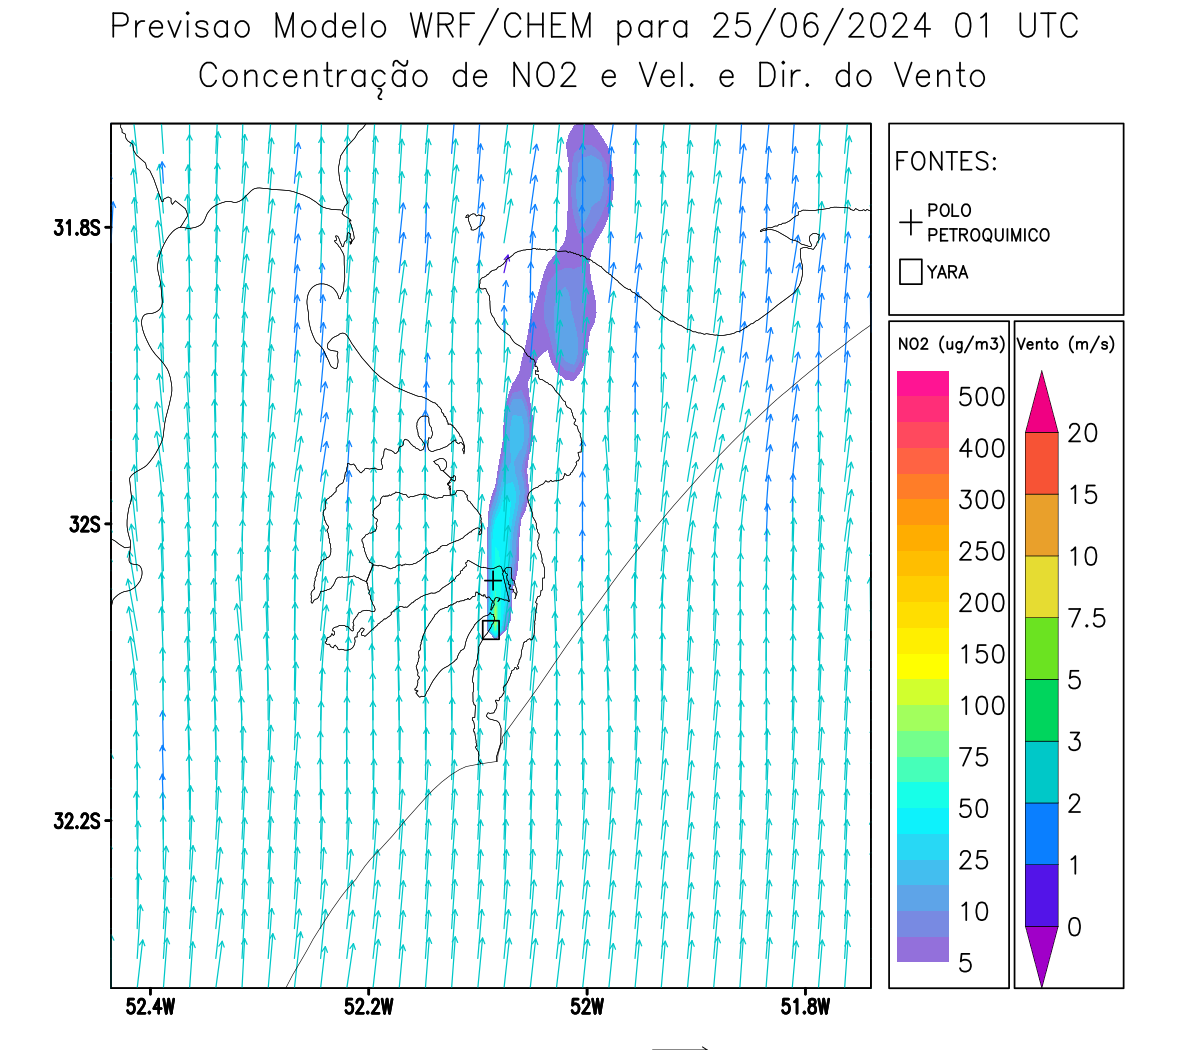 Previsao Modelo WRF/CHEM para 25/06/2024 01 UTC
Concentração de NO2 e Vel. e Dir. do Vento
FONTES:
POLO
PETROQUIMICO
YARA
31.8S
32S
32.2S
52.4W
52.2W
52W
51.8W
NO2 (ug/m3)
500
400
300
250
200
150
100
75
50
25
10
5
Vento (m/s)
20
15
10
7.5
5
3
2
1
0